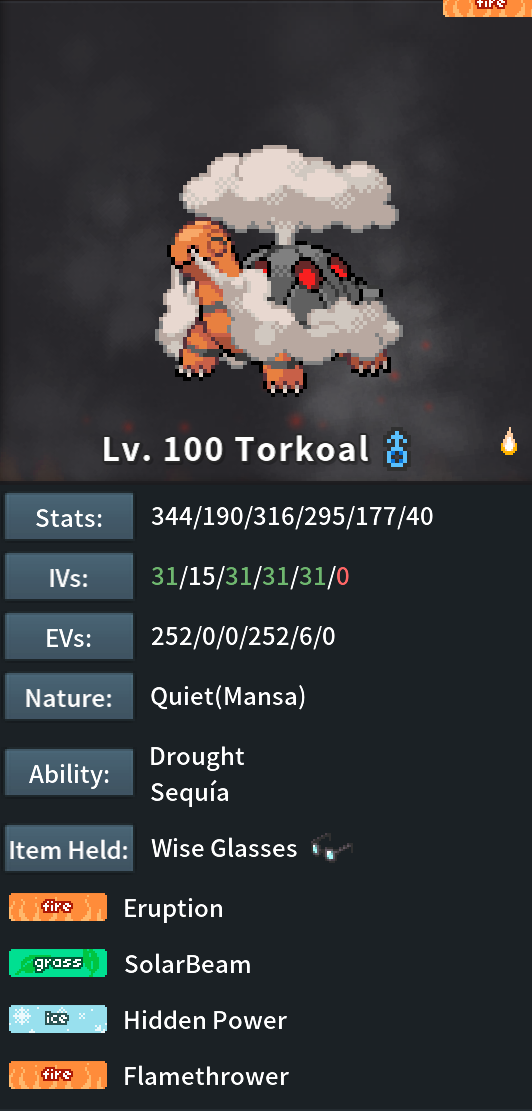 fire
Lv. 100 Torkoal
Stats: 344/190/316/295/177/40
IVs: 31/15/31/31/31/0
EVs: 252/0/0/252/6/0
Nature: Quiet(Mansa)
Ability: Drought
Sequía
Item Held: Wise Glasses
fire Eruption
grass SolarBeam
ice Hidden Power
fire Flamethrower